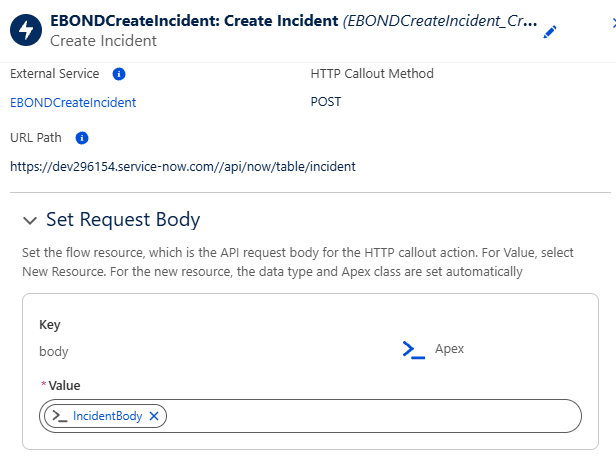 EBONDCreateIncident: Create Incident (EBONDCreateIncident_Cr...
Create Incident
External Service
HTTP Callout Method
EBONDCreateIncident
POST
URL Path
https://dev296154.service-now.com//api/now/table/incident
Set Request Body
Set the flow resource, which is the API request body for the HTTP callout action. For Value, select
New Resource. For the new resource, the data type and Apex class are set automatically
Key
body
Apex
*Value
IncidentBody